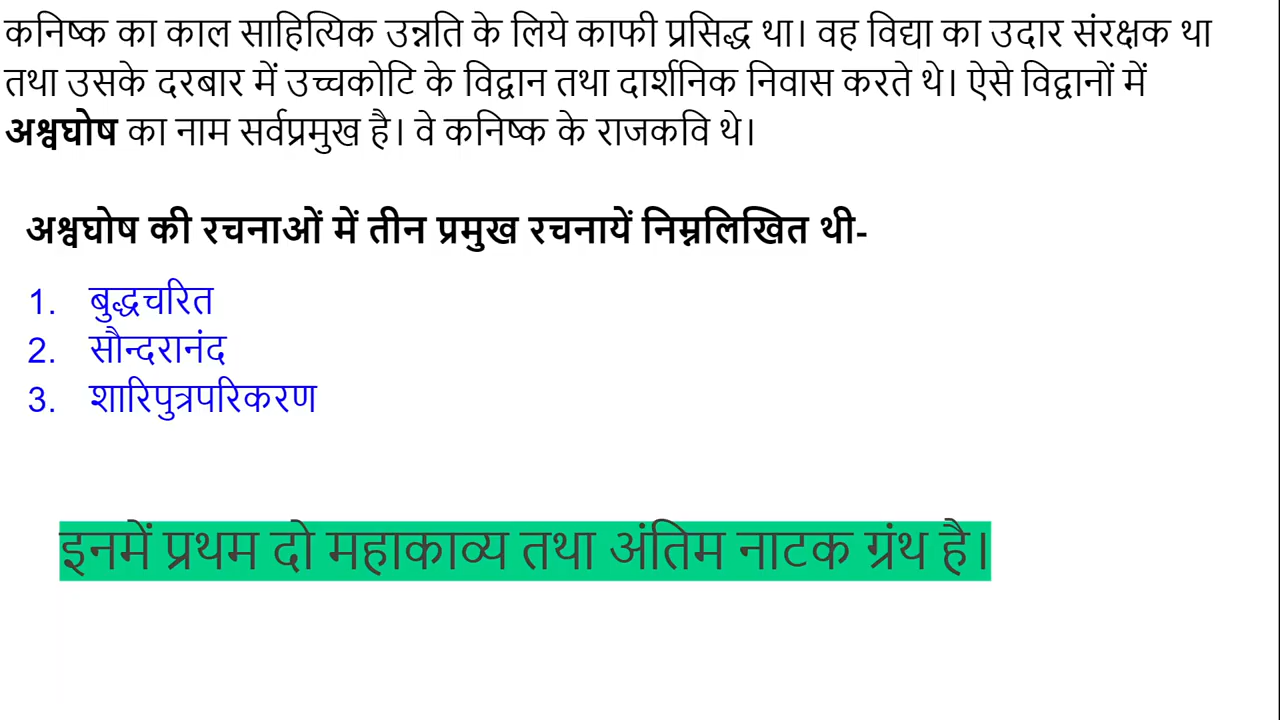 कनिष्क का काल साहित्यिक उन्नति के लिये काफी प्रसिद्ध था। वह विद्या का उदार संरक्षक था
तथा उसके दरबार में उच्चकोटि के विद्वान तथा दार्शनिक निवास करते थे। ऐसे विद्वानों में
अश्वघोष का नाम सर्वप्रमुख है। वे कनिष्क के राजकवि थे।
अश्वघोष की रचनाओं में तीन प्रमुख रचनायें निम्नलिखित थी-
1. बुद्धचरित
2. सौन्दरानंद
3. शारिपुत्रपरिकरण
इनमें प्रथम दो महाकाव्य तथा अंतिम नाटक ग्रंथ है।